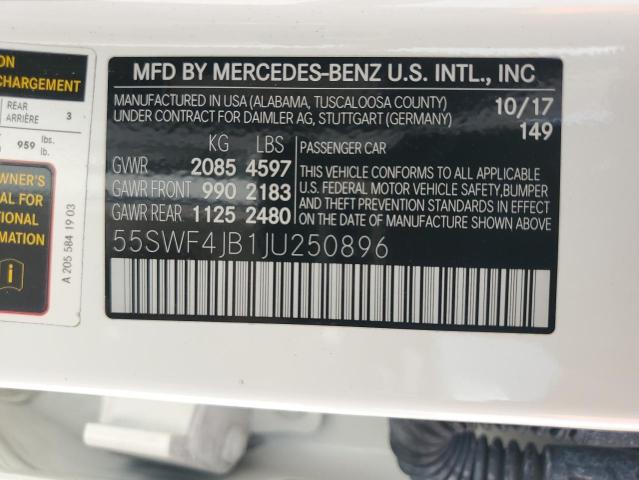 ON
CHARGEMENT
REAR
ARRIÈRE 3
959 lbs.
lb.
WNER'S
AL FOR
TIONAL
RMATION.
i
A 205 584 19 03
MFD BY MERCEDES-BENZ U.S. INTL., INC
MANUFACTURED IN USA (ALABAMA, TUSCALOOSA COUNTY) 10/17
UNDER CONTRACT FOR DAIMLER AG, STUTTGART (GERMANY) 149
KG LBS PASSENGER CAR
GVWR 2085 4597
GAWR FRONT 990 2183
GAWR REAR 1125 2480
THIS VEHICLE CONFORMS TO ALL APPLICABLE
U.S. FEDERAL MOTOR VEHICLE SAFETY, BUMPER
AND THEFT PREVENTION STANDARDS IN EFFECT
ON THE DATE OF MANUFACTURE SHOWN ABOVE
55SWF4JB1JU250896